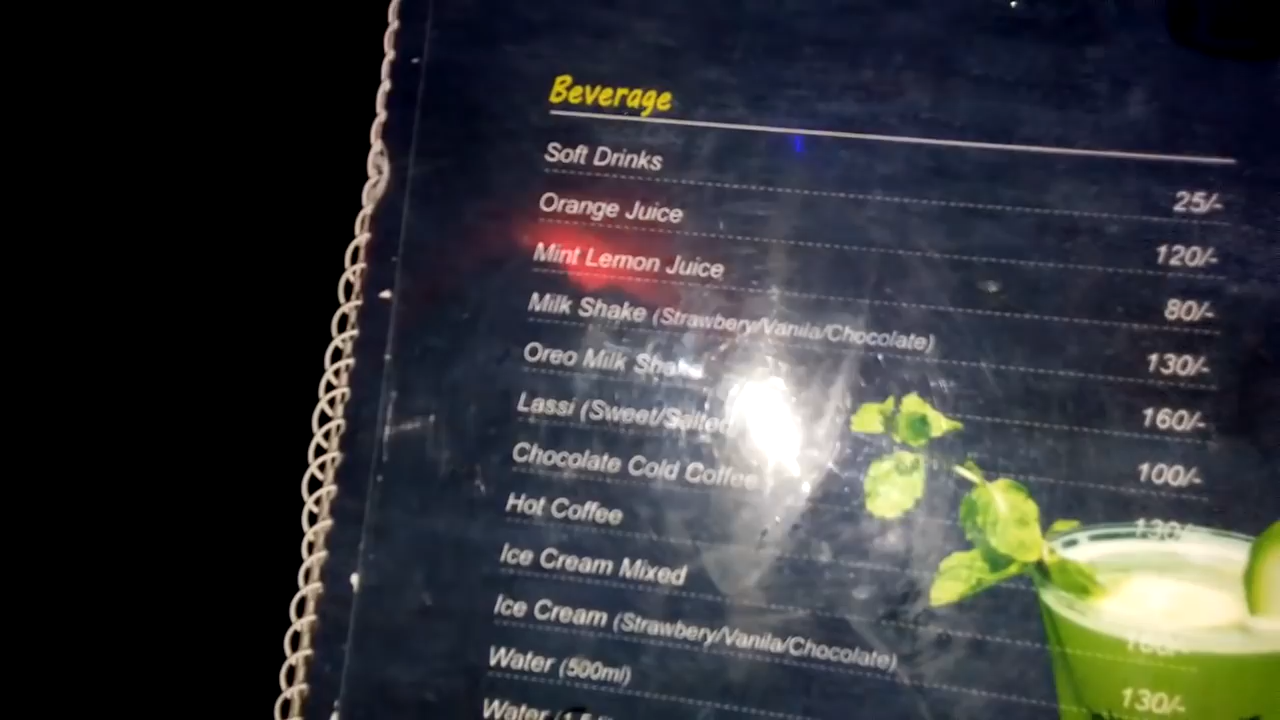 Beverage
Soft Drinks 25/-
Orange Juice 120/-
Mint Lemon Juice 80/-
Milk Shake (Strawbery/Vanila/Chocolate) 130/-
Oreo Milk Shake 160/-
Lassi (Sweet/Salted 100/-
Chocolate Cold Coffee 130/-
Hot Coffee
Ice Cream Mixed
Ice Cream (Strawbery/Vanila/Chocolate) 130/-
Water (500ml)
Water